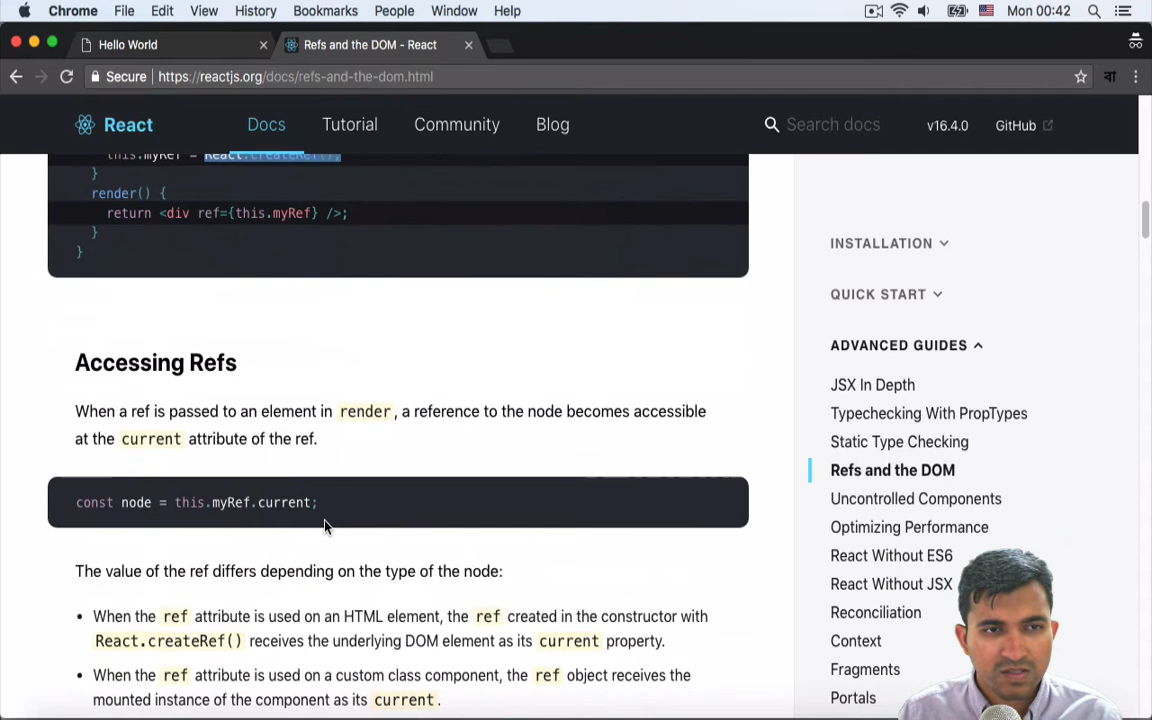 Chrome File Edit View History Bookmarks People Window Help Mon 00:42
Hello World
Refs and the DOM - React
Secure https://reactjs.org/docs/refs-and-the-dom.html
বা
React Docs Tutorial Community Blog Search docs v16.4.0 GitHub
this.myRef = React.createRef();
}
render() {
return <div ref={this.myRef} />;
}
}
Accessing Refs
When a ref is passed to an element in render, a reference to the node becomes accessible
at the current attribute of the ref.
const node = this.myRef.current;
The value of the ref differs depending on the type of the node:
• When the ref attribute is used on an HTML element, the ref created in the constructor with
React.createRef() receives the underlying DOM element as its current property.
• When the ref attribute is used on a custom class component, the ref object receives the
mounted instance of the component as its current.
INSTALLATION
QUICK START
ADVANCED GUIDES
JSX In Depth
Typechecking With PropTypes
Static Type Checking
Refs and the DOM
Uncontrolled Components
Optimizing Performance
React Without ES6
React Without JSX
Reconciliation
Context
Fragments
Portals